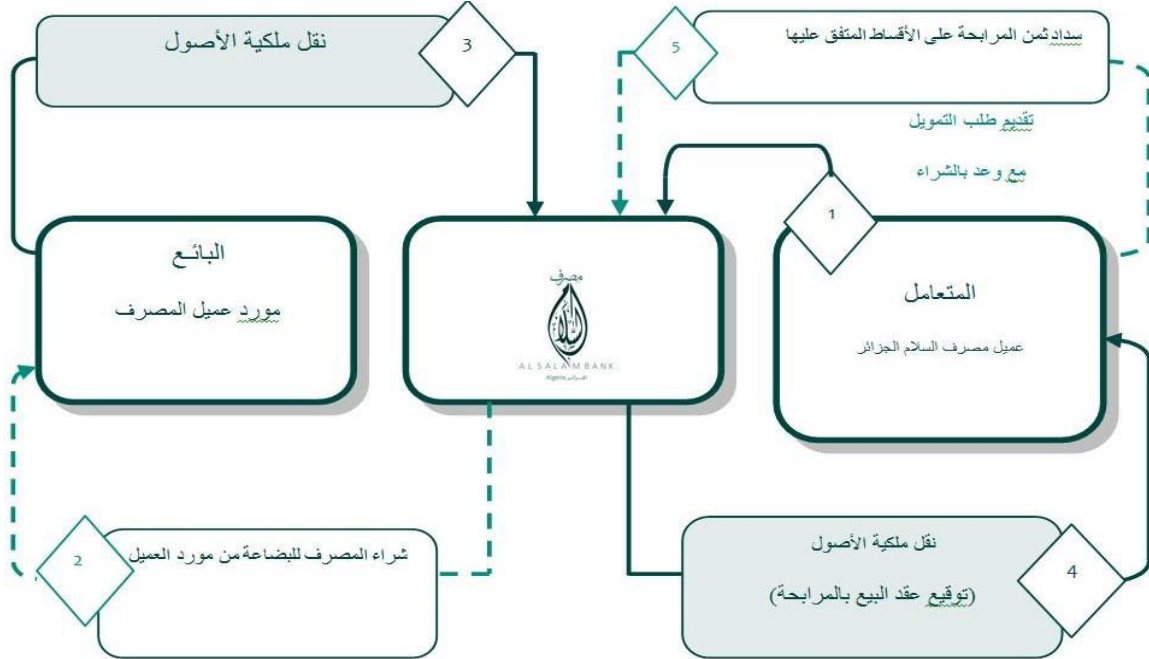 نقل ملكية الأصول
3
5
سداد ثمن المرابحة على الأقساط المتفق عليها
تقديم طلب التمويل
مع وعد بالشراء
1
المتعامل
عميل مصرف السلام الجزائر
مصرف
السلام
AL SALAM BANK
Algeria الجزائر
البائع
مورد عميل المصرف
2
شراء المصرف للبضاعة من مورد العميل
نقل ملكية الأصول
(توقيع عقد البيع بالمرابحة)
4